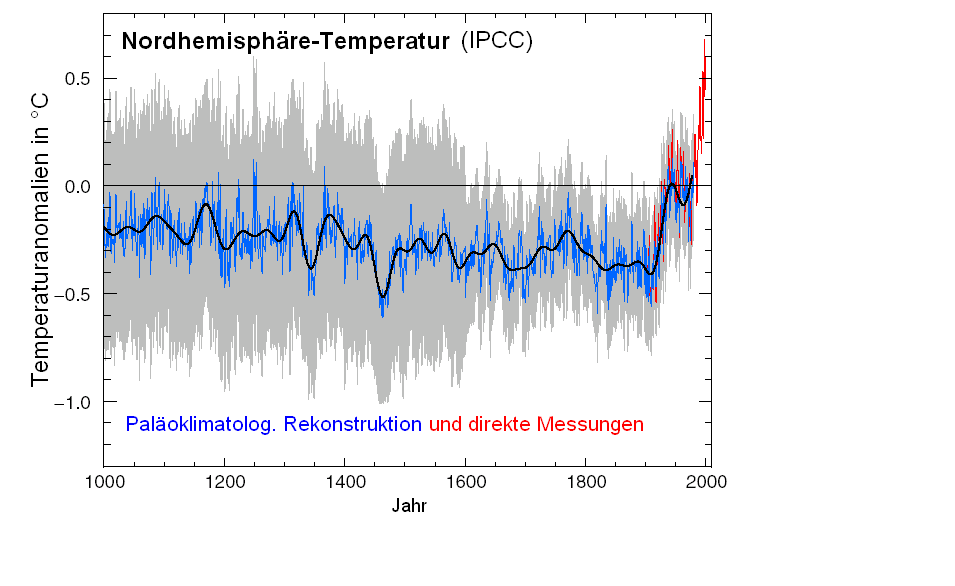 Nordhemisphäre-Temperatur (IPCC)
Temperaturanomalien in °C
0.5
0.0
−0.5
−1.0
Paläoklimatolog. Rekonstruktion und direkte Messungen
1000 1200 1400 1600 1800 2000
Jahr